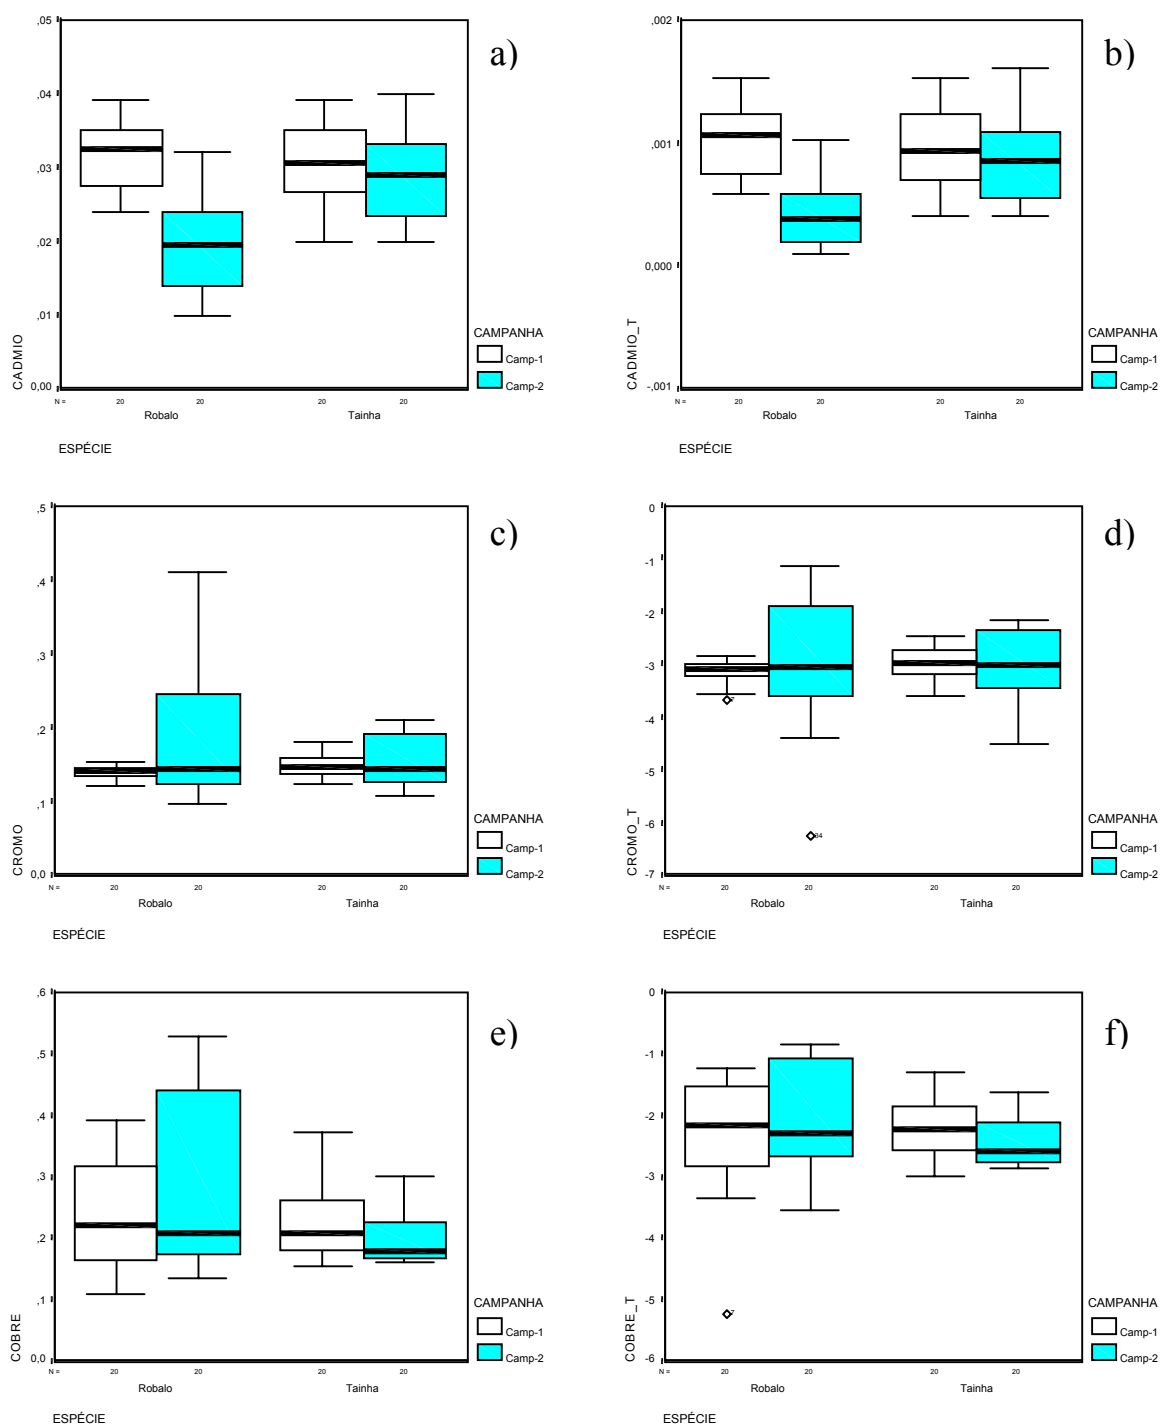 a)
,05
,04
,03
,02
,01
0,00
CADMIO
N =
20
20
20
20
Robalo
Tainha
ESPÉCIE
CAMPANHA
Camp-1
Camp-2
b)
,002
,001
0,000
-,001
CADMIO_T
N =
20
20
20
20
Robalo
Tainha
ESPÉCIE
CAMPANHA
Camp-1
Camp-2
c)
,5
,4
,3
,2
,1
0,0
CROMO
N =
20
20
20
20
Robalo
Tainha
ESPÉCIE
CAMPANHA
Camp-1
Camp-2
d)
0
-1
-2
-3
-4
-5
-6
-7
CROMO_T
7
34
N =
20
20
20
20
Robalo
Tainha
ESPÉCIE
CAMPANHA
Camp-1
Camp-2
e)
,6
,5
,4
,3
,2
,1
0,0
COBRE
N =
20
20
20
20
Robalo
Tainha
ESPÉCIE
CAMPANHA
Camp-1
Camp-2
f)
0
-1
-2
-3
-4
-5
-6
COBRE_T
7
N =
20
20
20
20
Robalo
Tainha
ESPÉCIE
CAMPANHA
Camp-1
Camp-2